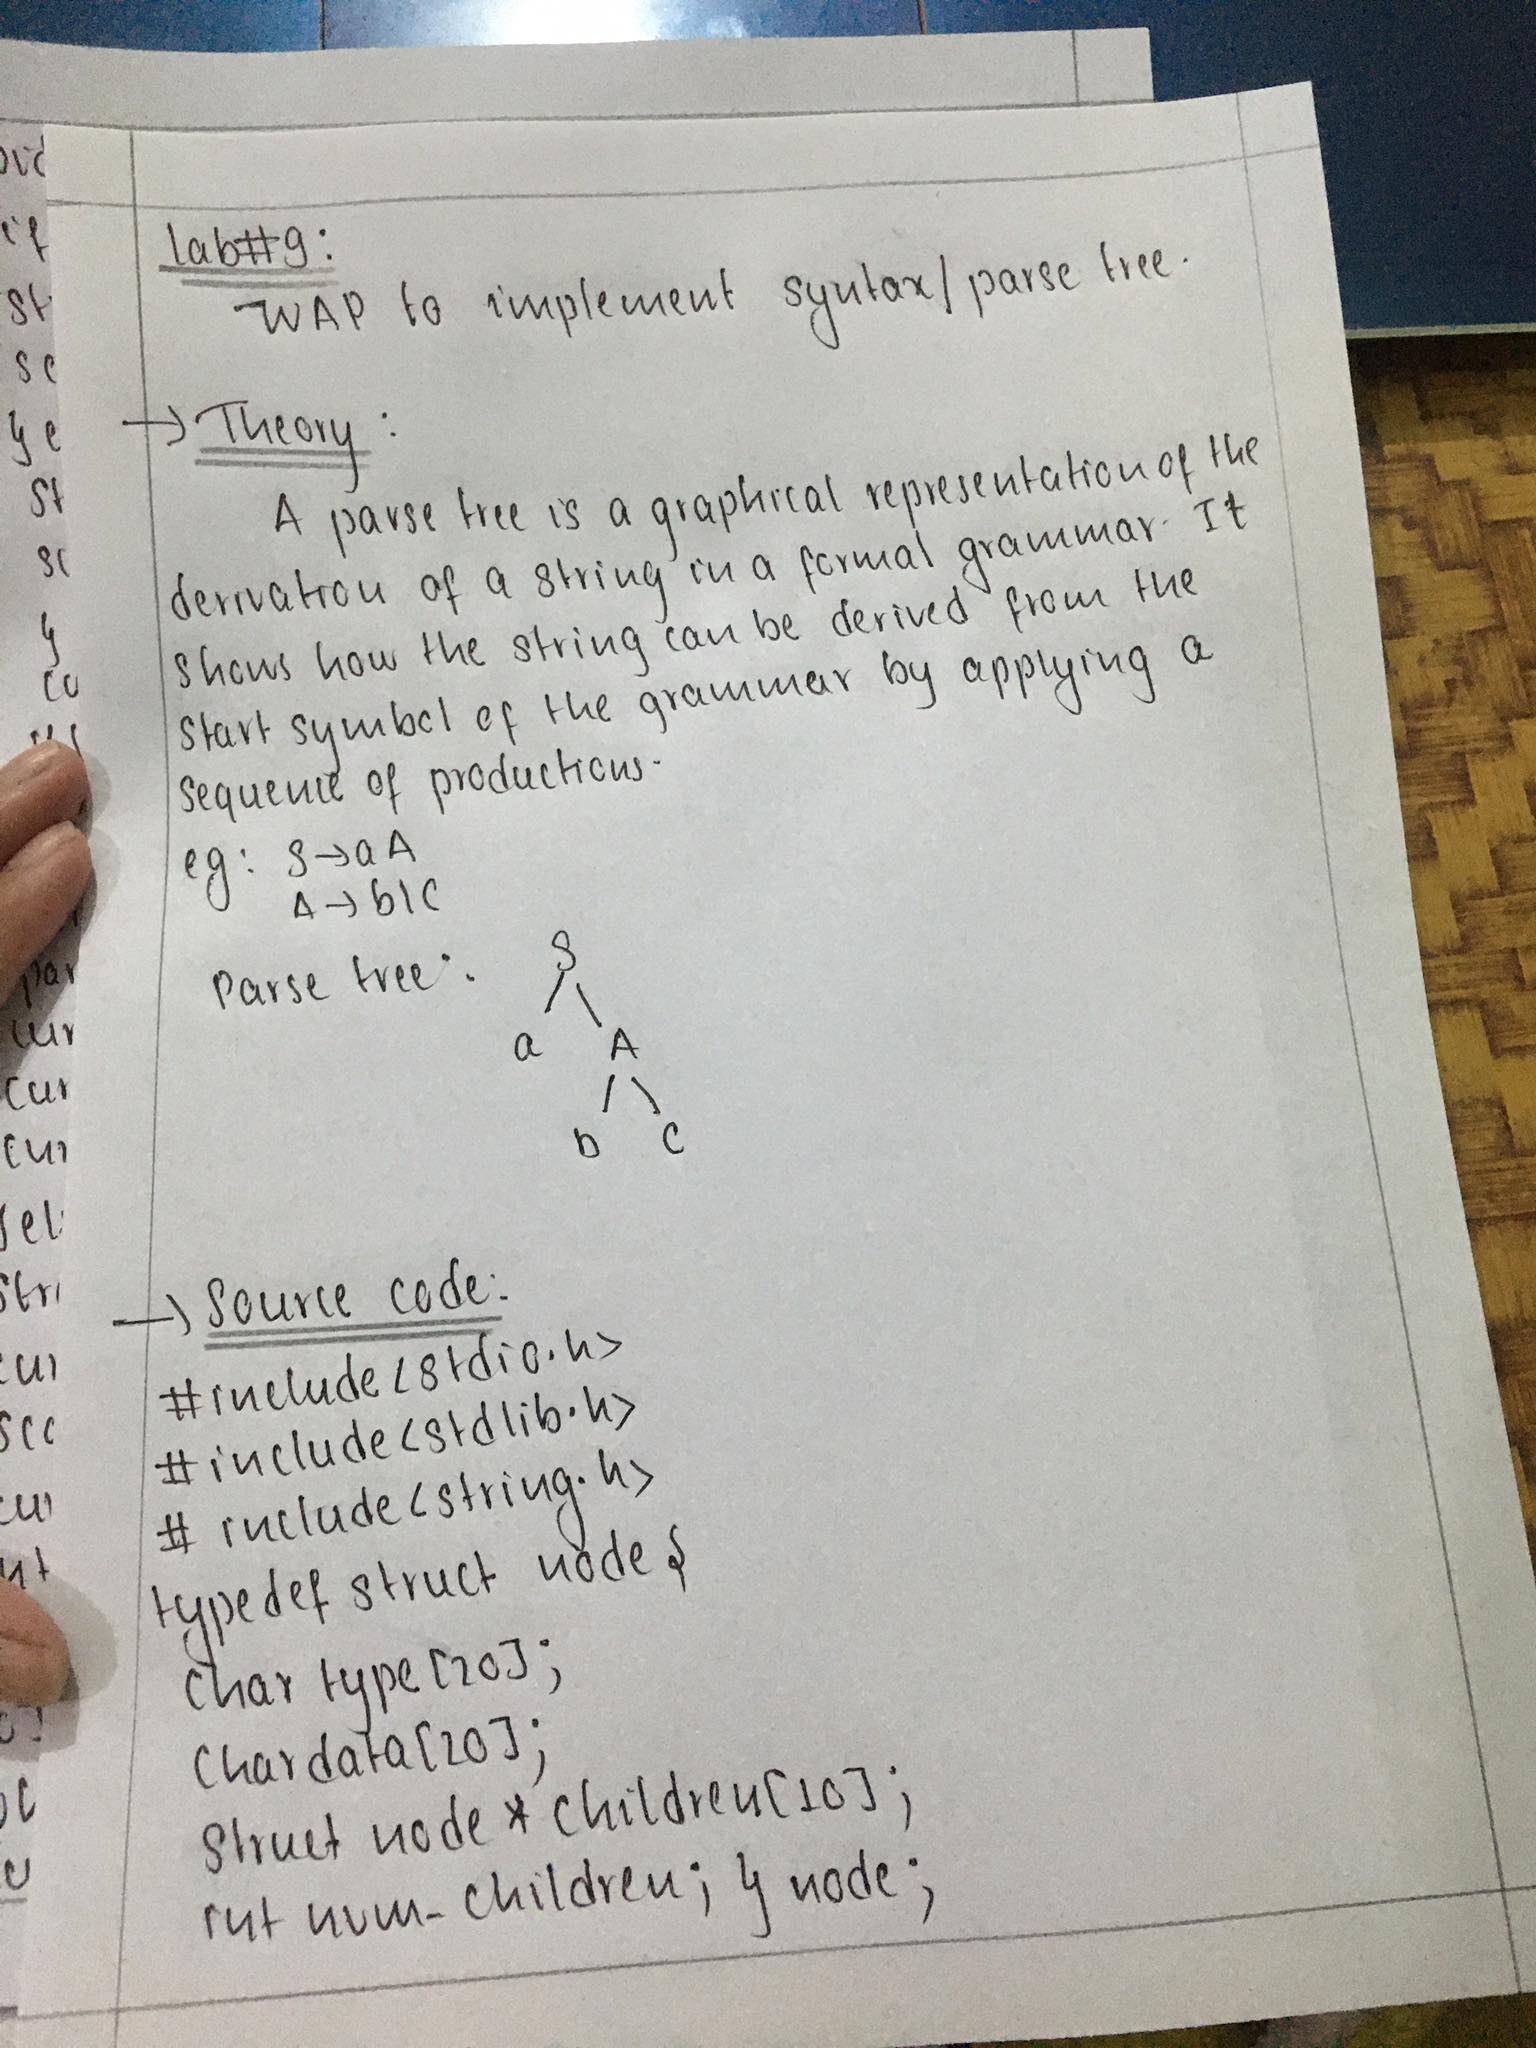 Lab#9:
WAP to implement syntax/parse tree.
→ Theory:
A parse tree is a graphical representation of the
derivation of a string in a formal grammar. It
shows how the string can be derived from the
start symbol of the grammar by applying a
sequence of productions.
eg: S→aA
A→b|C
Parse tree:
S
a A
b C
→ Source code:
#include<stdio.h>
#include<stdlib.h>
# include<string.h>
typedef struct node {
char type[20];
char data[20];
struct node * children[10];
int num_children; } node;